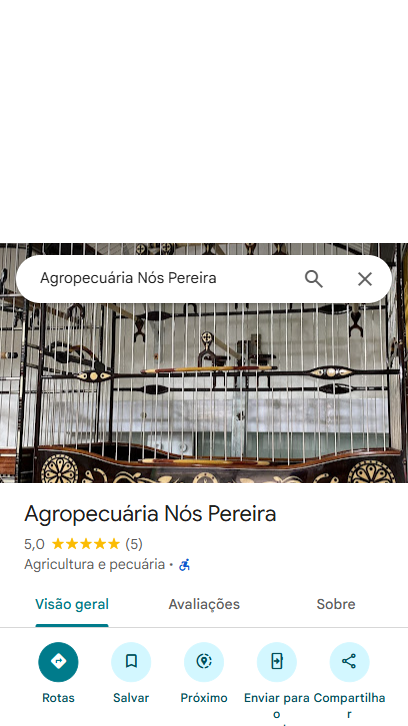 Agropecuária Nós Pereira
Agropecuária Nós Pereira
5,0 (5)
Agricultura e pecuária ·
Visão geral Avaliações Sobre
Rotas Salvar Próximo Enviar para o Compartilhar